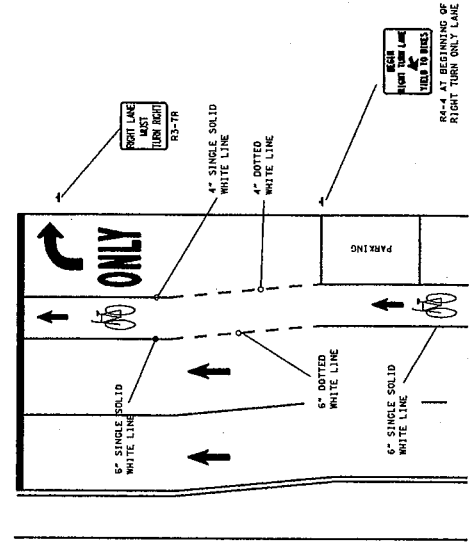 RIGHT LANE
MUST
TURN RIGHT
R3-7R
4" SINGLE SOLID
WHITE LINE
ONLY
4" DOTTED
WHITE LINE
BEGIN
RIGHT TURN LANE
YIELD TO BIKES
R4-4 AT BEGINNING OF
RIGHT TURN ONLY LANE
PARKING
6" SINGLE SOLID
WHITE LINE
6" DOTTED
WHITE LINE
6" SINGLE SOLID
WHITE LINE